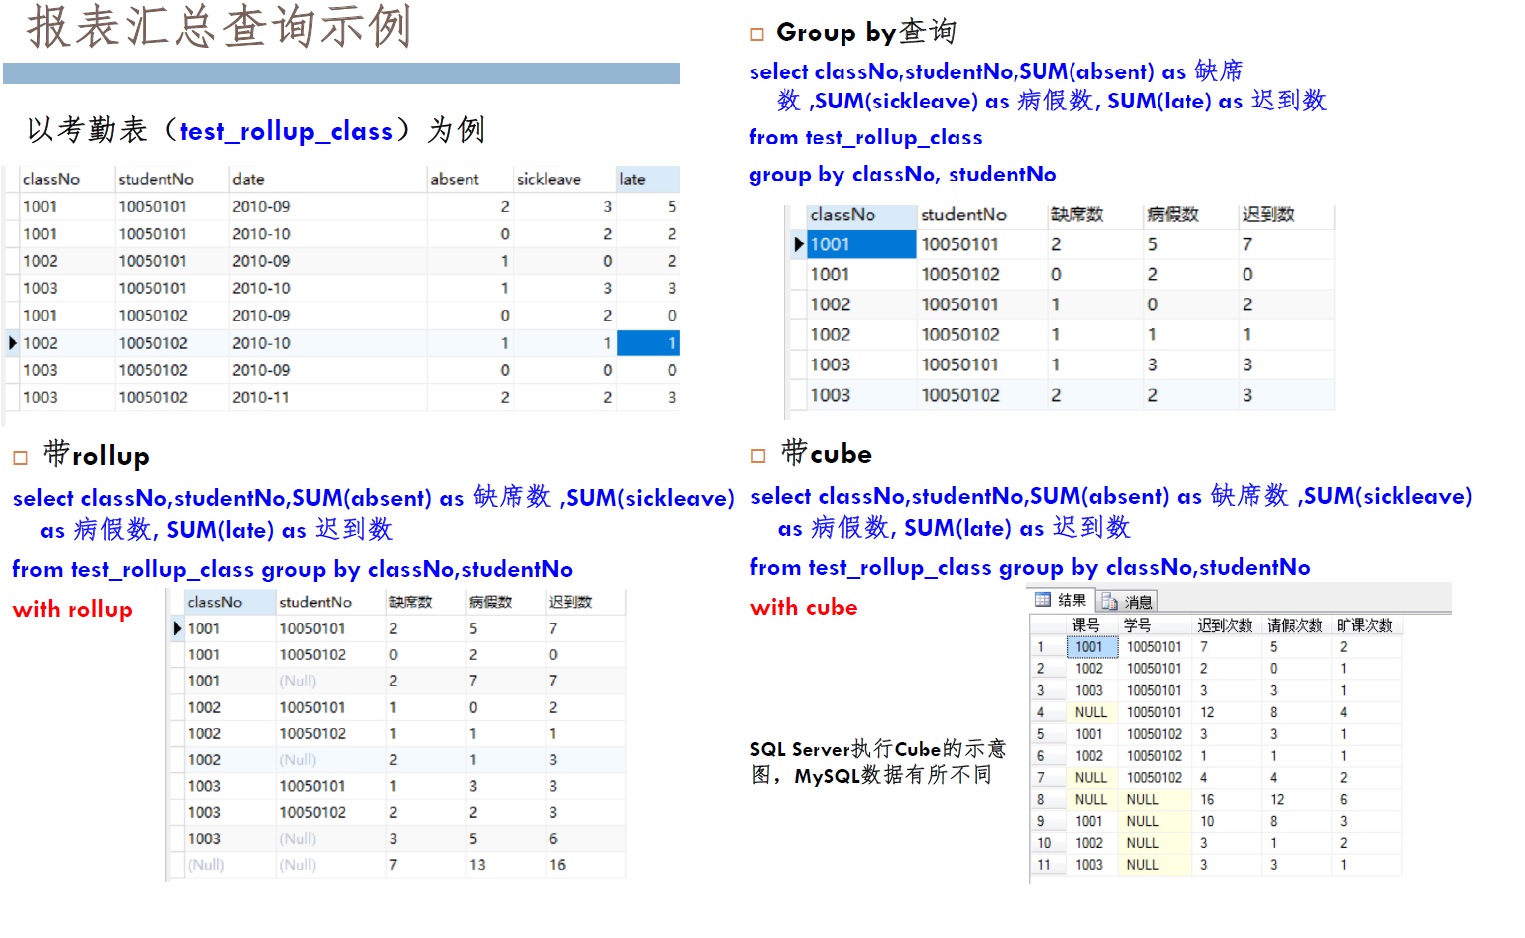 报表汇总查询示例
以考勤表（test_rollup_class）为例
classNo studentNo date absent sickleave late
1001 10050101 2010-09 2 3 5
1001 10050101 2010-10 0 2 2
1002 10050101 2010-09 1 0 2
1003 10050101 2010-10 1 3 3
1001 10050102 2010-09 0 2 0
1002 10050102 2010-10 1 1 1
1003 10050102 2010-09 0 0 0
1003 10050102 2010-11 2 2 3
Group by查询
select classNo,studentNo,SUM(absent) as 缺席
数 ,SUM(sickleave) as 病假数, SUM(late) as 迟到数
from test_rollup_class
group by classNo, studentNo
classNo studentNo 缺席数 病假数 迟到数
1001 10050101 2 5 7
1001 10050102 0 2 0
1002 10050101 1 0 2
1002 10050102 1 1 1
1003 10050101 1 3 3
1003 10050102 2 2 3
带rollup
select classNo,studentNo,SUM(absent) as 缺席数 ,SUM(sickleave)
as 病假数, SUM(late) as 迟到数
from test_rollup_class group by classNo,studentNo
with rollup
classNo studentNo 缺席数 病假数 迟到数
1001 10050101 2 5 7
1001 10050102 0 2 0
1001 (Null) 2 7 7
1002 10050101 1 0 2
1002 10050102 1 1 1
1002 (Null) 2 1 3
1003 10050101 1 3 3
1003 10050102 2 2 3
1003 (Null) 3 5 6
(Null) (Null) 7 13 16
带cube
select classNo,studentNo,SUM(absent) as 缺席数 ,SUM(sickleave)
as 病假数, SUM(late) as 迟到数
from test_rollup_class group by classNo,studentNo
with cube
SQL Server执行Cube的示意
图，MySQL数据有所不同
结果 消息
课号 学号 迟到次数 请假次数 旷课次数
1 1001 10050101 7 5 2
2 1002 10050101 2 0 1
3 1003 10050101 3 3 1
4 NULL 10050101 12 8 4
5 1001 10050102 3 3 1
6 1002 10050102 1 1 1
7 NULL 10050102 4 4 2
8 NULL NULL 16 12 6
9 1001 NULL 10 8 3
10 1002 NULL 3 1 2
11 1003 NULL 3 3 1